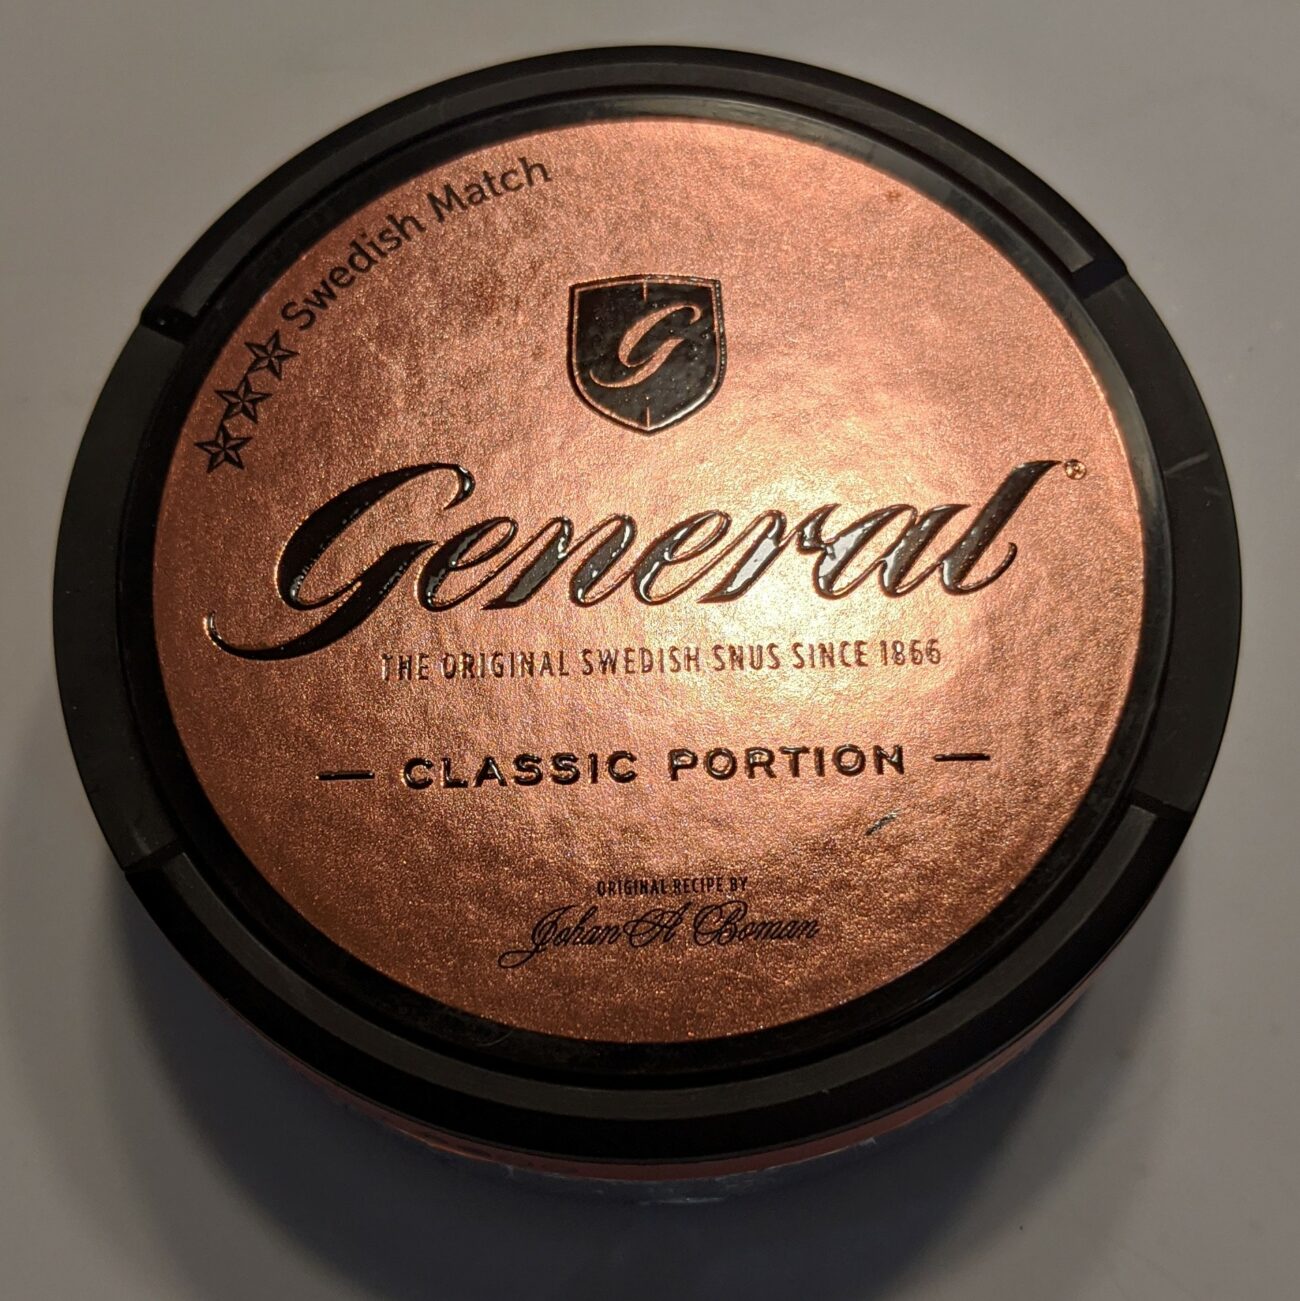 Swedish Match
G
General®
THE ORIGINAL SWEDISH SNUS SINCE 1866
— CLASSIC PORTION —
ORIGINAL RECIPE BY
Johan A Boman